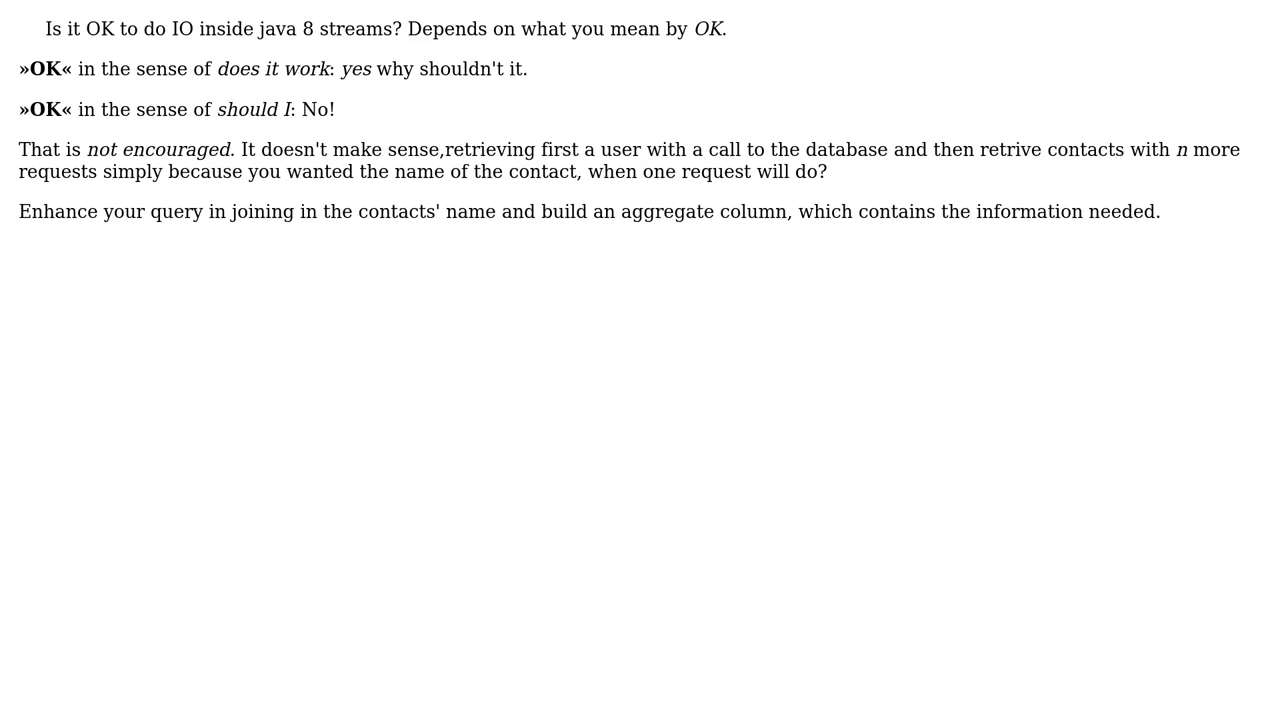 Is it OK to do IO inside java 8 streams? Depends on what you mean by OK.
»OK« in the sense of does it work: yes why shouldn't it.
»OK« in the sense of should I: No!
That is not encouraged. It doesn't make sense,retrieving first a user with a call to the database and then retrive contacts with n more
requests simply because you wanted the name of the contact, when one request will do?
Enhance your query in joining in the contacts' name and build an aggregate column, which contains the information needed.